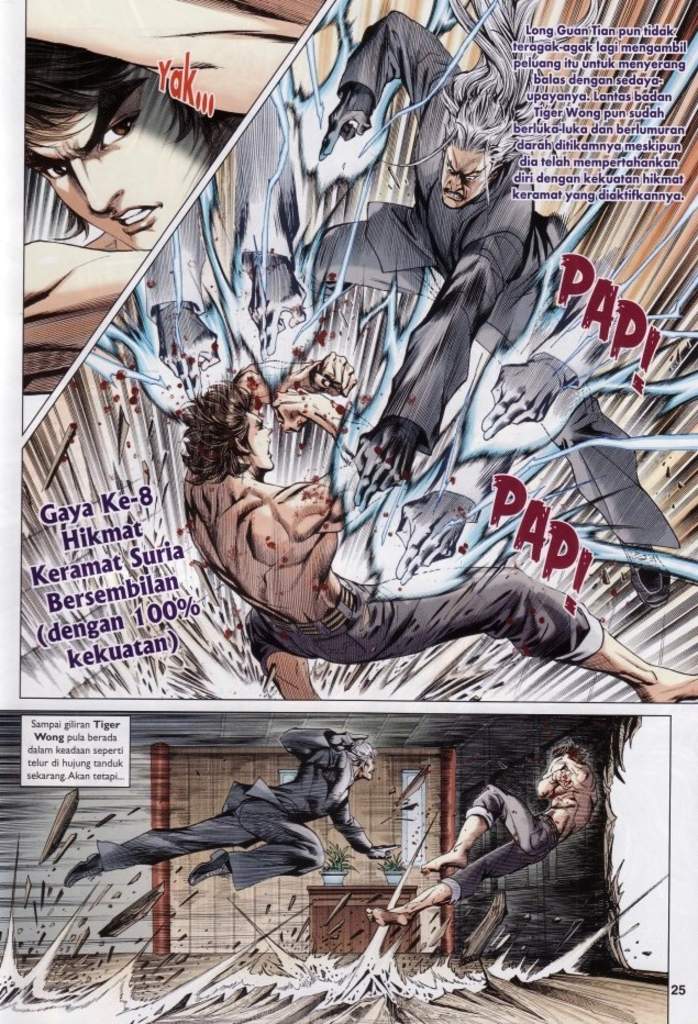 Yak...
Long Guan Tian pun tidak
teragak-agak lagi mengambil
peluang itu untuk menyerang
balas dengan sedaya-
upayanya. Lantas badan
Tiger Wong pun sudah
berluka-luka dan berlumuran
darah ditikamnya meskipun
dia telah mempertahankan
diri dengan kekuatan hikmat
keramat yang diaktifkannya.
PAP!
PAP
PAP!
Gaya Ke-8
Hikmat
Keramat Suria
Bersembilan
(dengan 100%
kekuatan)
Sampai giliran Tiger
Wong pula berada
dalam keadaan seperti
telur di hujung tanduk
sekarang. Akan tetapi...
25